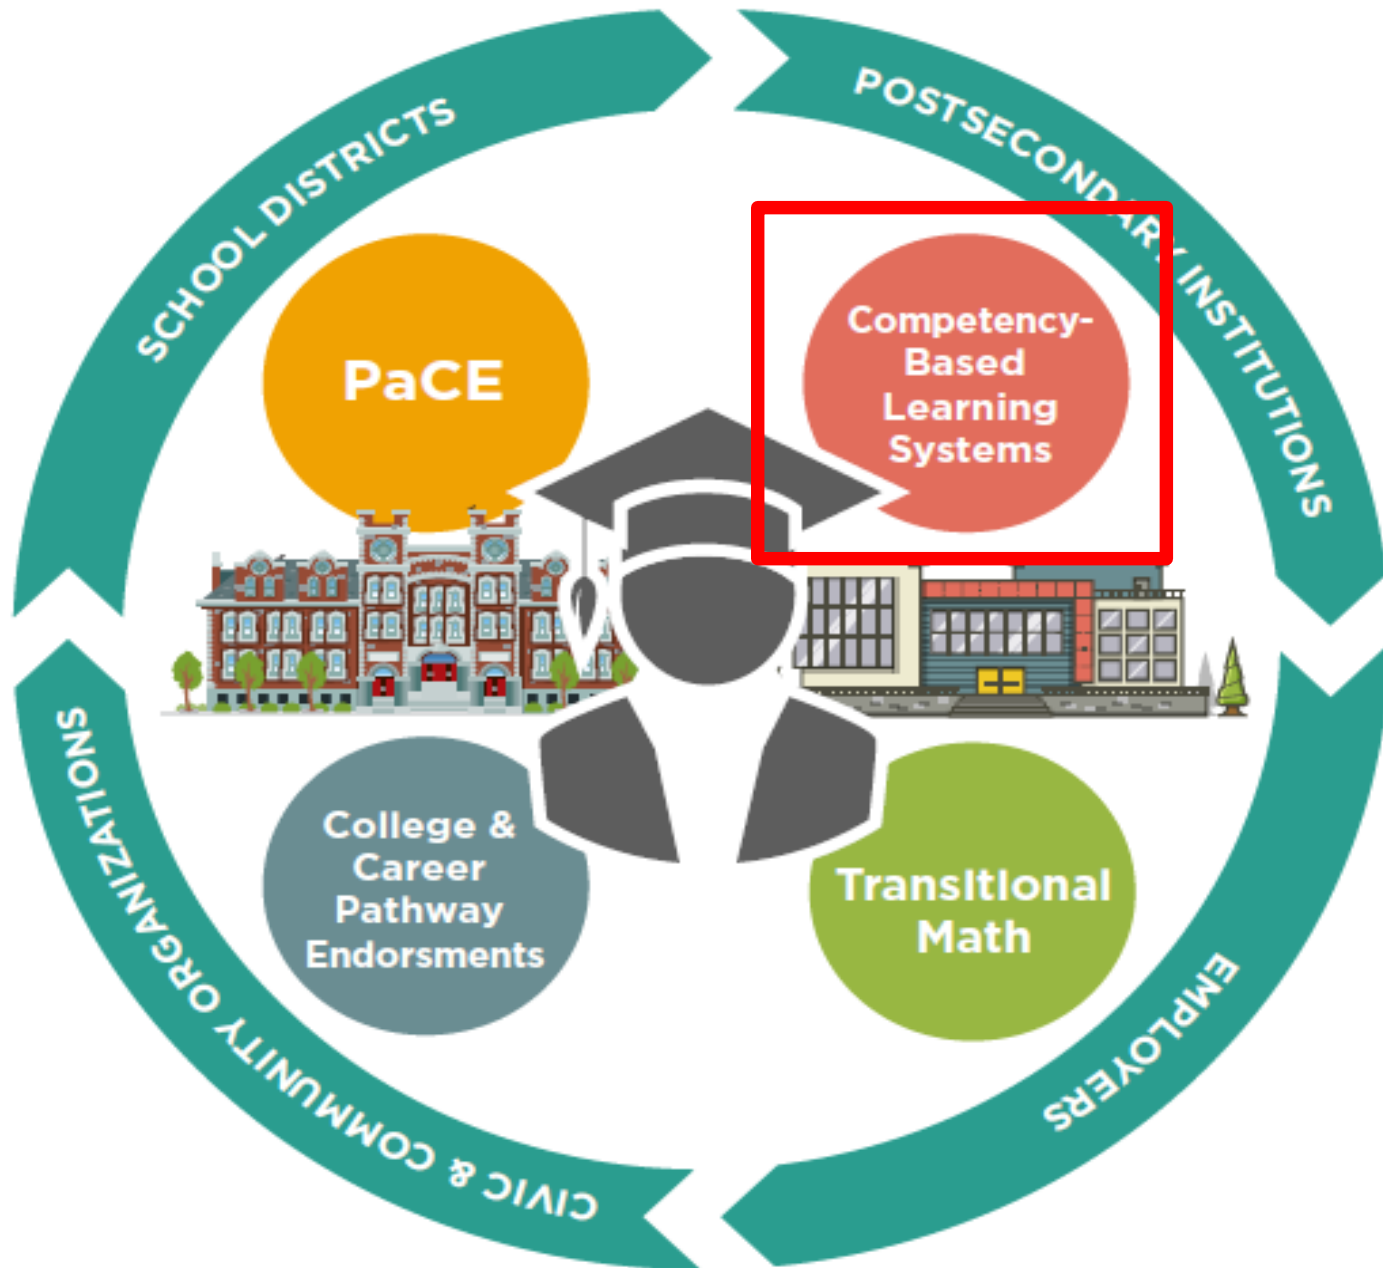 SCHOOL DISTRICTS
POSTSECONDARY INSTITUTIONS
PaCE
Competency-
Based
Learning
Systems
College &
Career
Pathway
Endorsments
Transitional
Math
CIVIC & COMMUNITY ORGANIZATIONS
EMPLOYERS